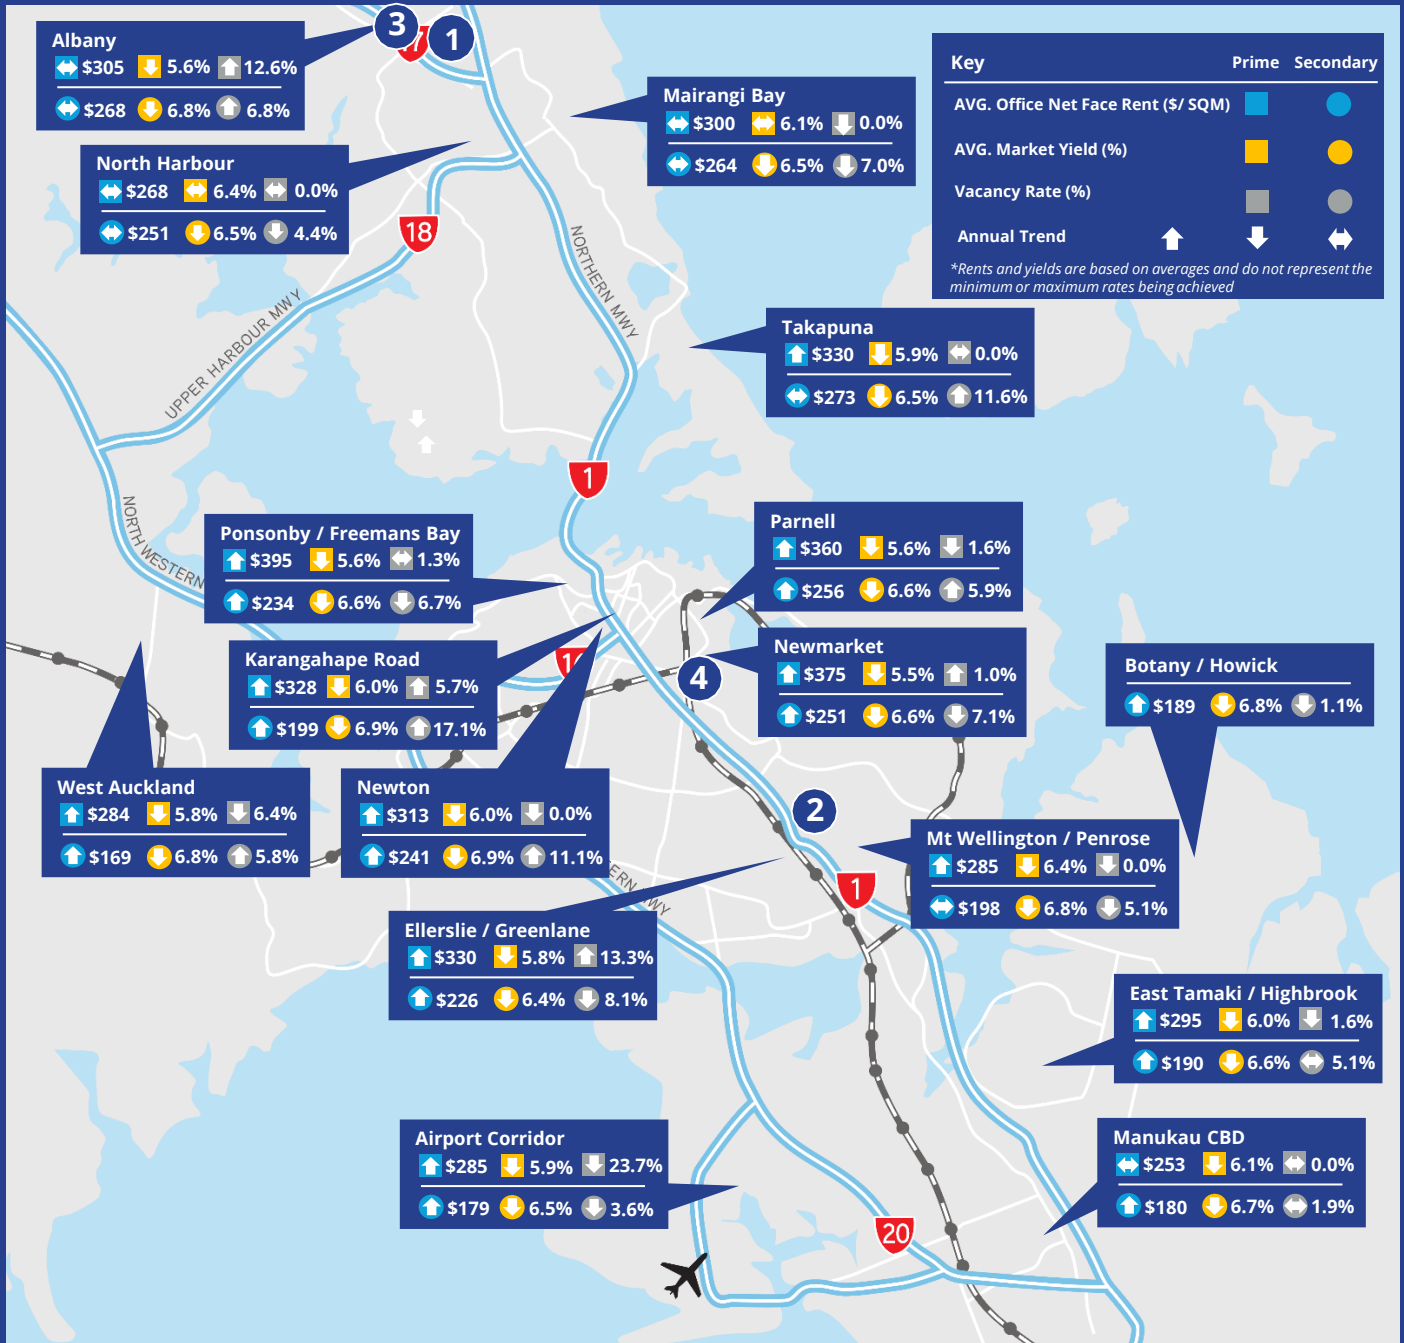 3
1
17
Albany
$305 5.6% 12.6%
$268 6.8% 6.8%
Mairangi Bay
$300 6.1% 0.0%
$264 6.5% 7.0%
Key Prime Secondary
AVG. Office Net Face Rent ($/ SQM)
AVG. Market Yield (%)
Vacancy Rate (%)
Annual Trend
*Rents and yields are based on averages and do not represent the
minimum or maximum rates being achieved
North Harbour
$268 6.4% 0.0%
$251 6.5% 4.4%
18
NORTHERN MWY
UPPER HARBOUR MWY
Takapuna
$330 5.9% 0.0%
$273 6.5% 11.6%
1
NORTH WESTERN
Ponsonby / Freemans Bay
$395 5.6% 1.3%
$234 6.6% 6.7%
Parnell
$360 5.6% 1.6%
$256 6.6% 5.9%
Karangahape Road
$328 6.0% 5.7%
$199 6.9% 17.1%
4
Newmarket
$375 5.5% 1.0%
$251 6.6% 7.1%
Botany / Howick
$189 6.8% 1.1%
West Auckland
$284 5.8% 6.4%
$169 6.8% 5.8%
Newton
$313 6.0% 0.0%
$241 6.9% 11.1%
2
Mt Wellington / Penrose
$285 6.4% 0.0%
$198 6.8% 5.1%
1
MWY
Ellerslie / Greenlane
$330 5.8% 13.3%
$226 6.4% 8.1%
East Tamaki / Highbrook
$295 6.0% 1.6%
$190 6.6% 5.1%
Airport Corridor
$285 5.9% 23.7%
$179 6.5% 3.6%
Manukau CBD
$253 6.1% 0.0%
$180 6.7% 1.9%
20